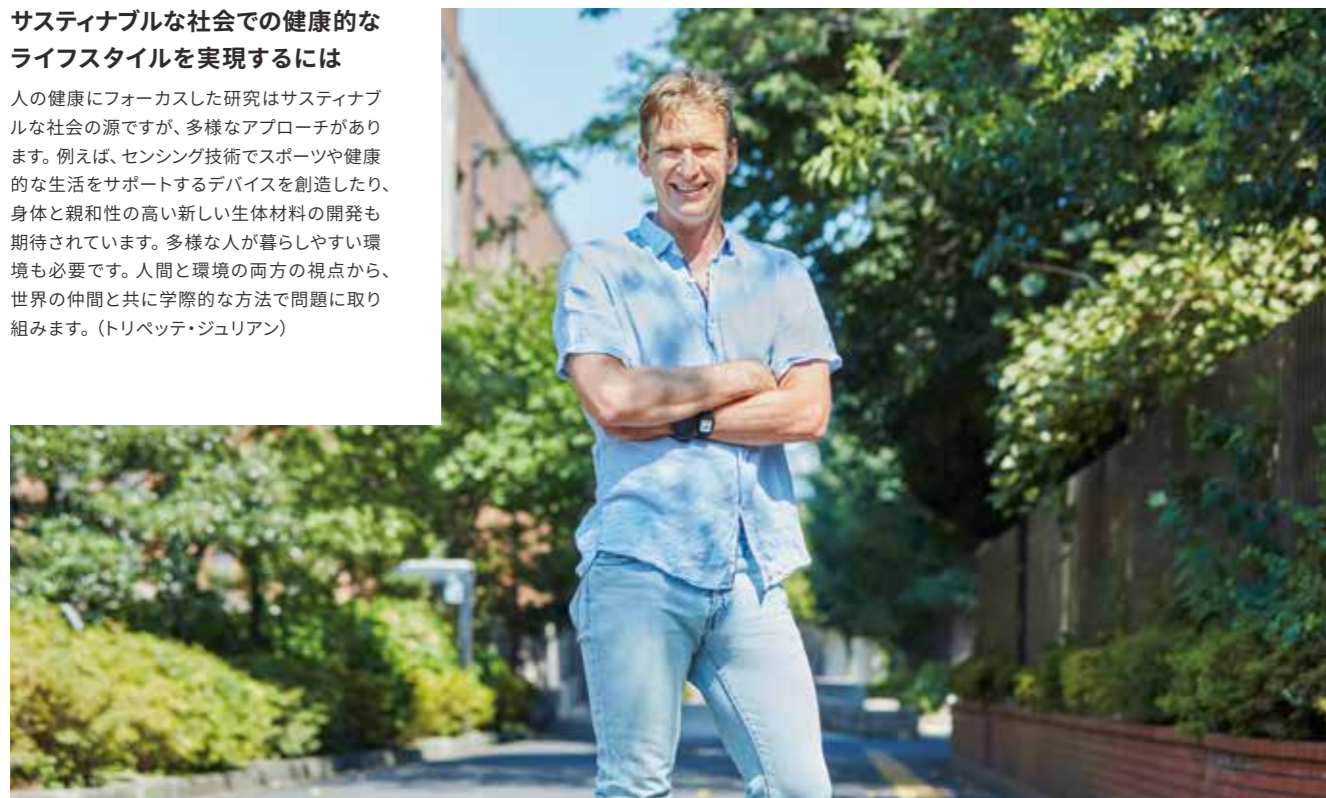 サスティナブルな社会での健康的な
ライフスタイルを実現するには
人の健康にフォーカスした研究はサスティナブ
ルな社会の源ですが、多様なアプローチがあり
ます。例えば、センシング技術でスポーツや健康
的な生活をサポートするデバイスを創造したり、
身体と親和性の高い新しい生体材料の開発も
期待されています。多様な人が暮らしやすい環
境も必要です。人間と環境の両方の視点から、
世界の仲間と共に学際的な方法で問題に取り
組みます。（トリペッテ・ジュリアン）